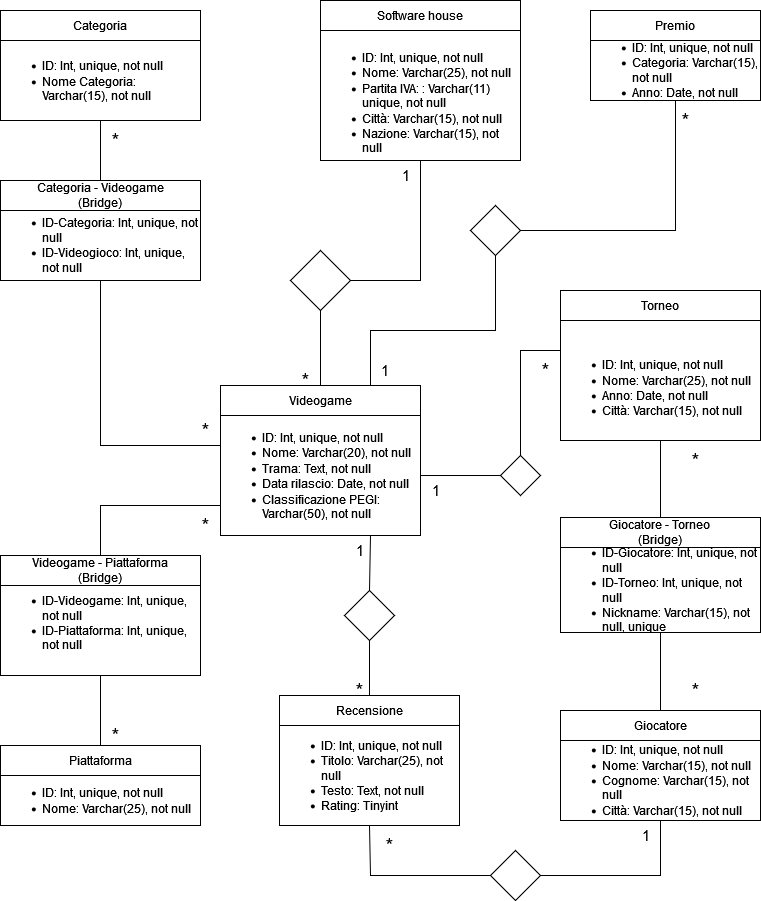 Categoria
• ID: Int, unique, not null
• Nome Categoria:
Varchar(15), not null
*
Categoria - Videogame
(Bridge)
• ID-Categoria: Int, unique, not
null
• ID-Videogioco: Int, unique,
not null
*
Software house
• ID: Int, unique, not null
• Nome: Varchar(25), not null
• Partita IVA: : Varchar(11)
unique, not null
• Città: Varchar(15), not null
• Nazione: Varchar(15), not
null
1
*
Premio
• ID: Int, unique, not null
• Categoria: Varchar(15),
not null
• Anno: Date, not null
*
1
Videogame
• ID: Int, unique, not null
• Nome: Varchar(20), not null
• Trama: Text, not null
• Data rilascio: Date, not null
• Classificazione PEGI:
Varchar(50), not null
1
*
Torneo
• ID: Int, unique, not null
• Nome: Varchar(25), not null
• Anno: Date, not null
• Città: Varchar(15), not null
*
Giocatore - Torneo
(Bridge)
• ID-Giocatore: Int, unique, not
null
• ID-Torneo: Int, unique, not
null
• Nickname: Varchar(15), not
null, unique
*
*
Videogame - Piattaforma
(Bridge)
• ID-Videogame: Int, unique,
not null
• ID-Piattaforma: Int, unique,
not null
*
Piattaforma
• ID: Int, unique, not null
• Nome: Varchar(25), not null
1
*
Recensione
• ID: Int, unique, not null
• Titolo: Varchar(25), not
null
• Testo: Text, not null
• Rating: Tinyint
*
Giocatore
• ID: Int, unique, not null
• Nome: Varchar(15), not null
• Cognome: Varchar(15), not
null
• Città: Varchar(15), not null
1